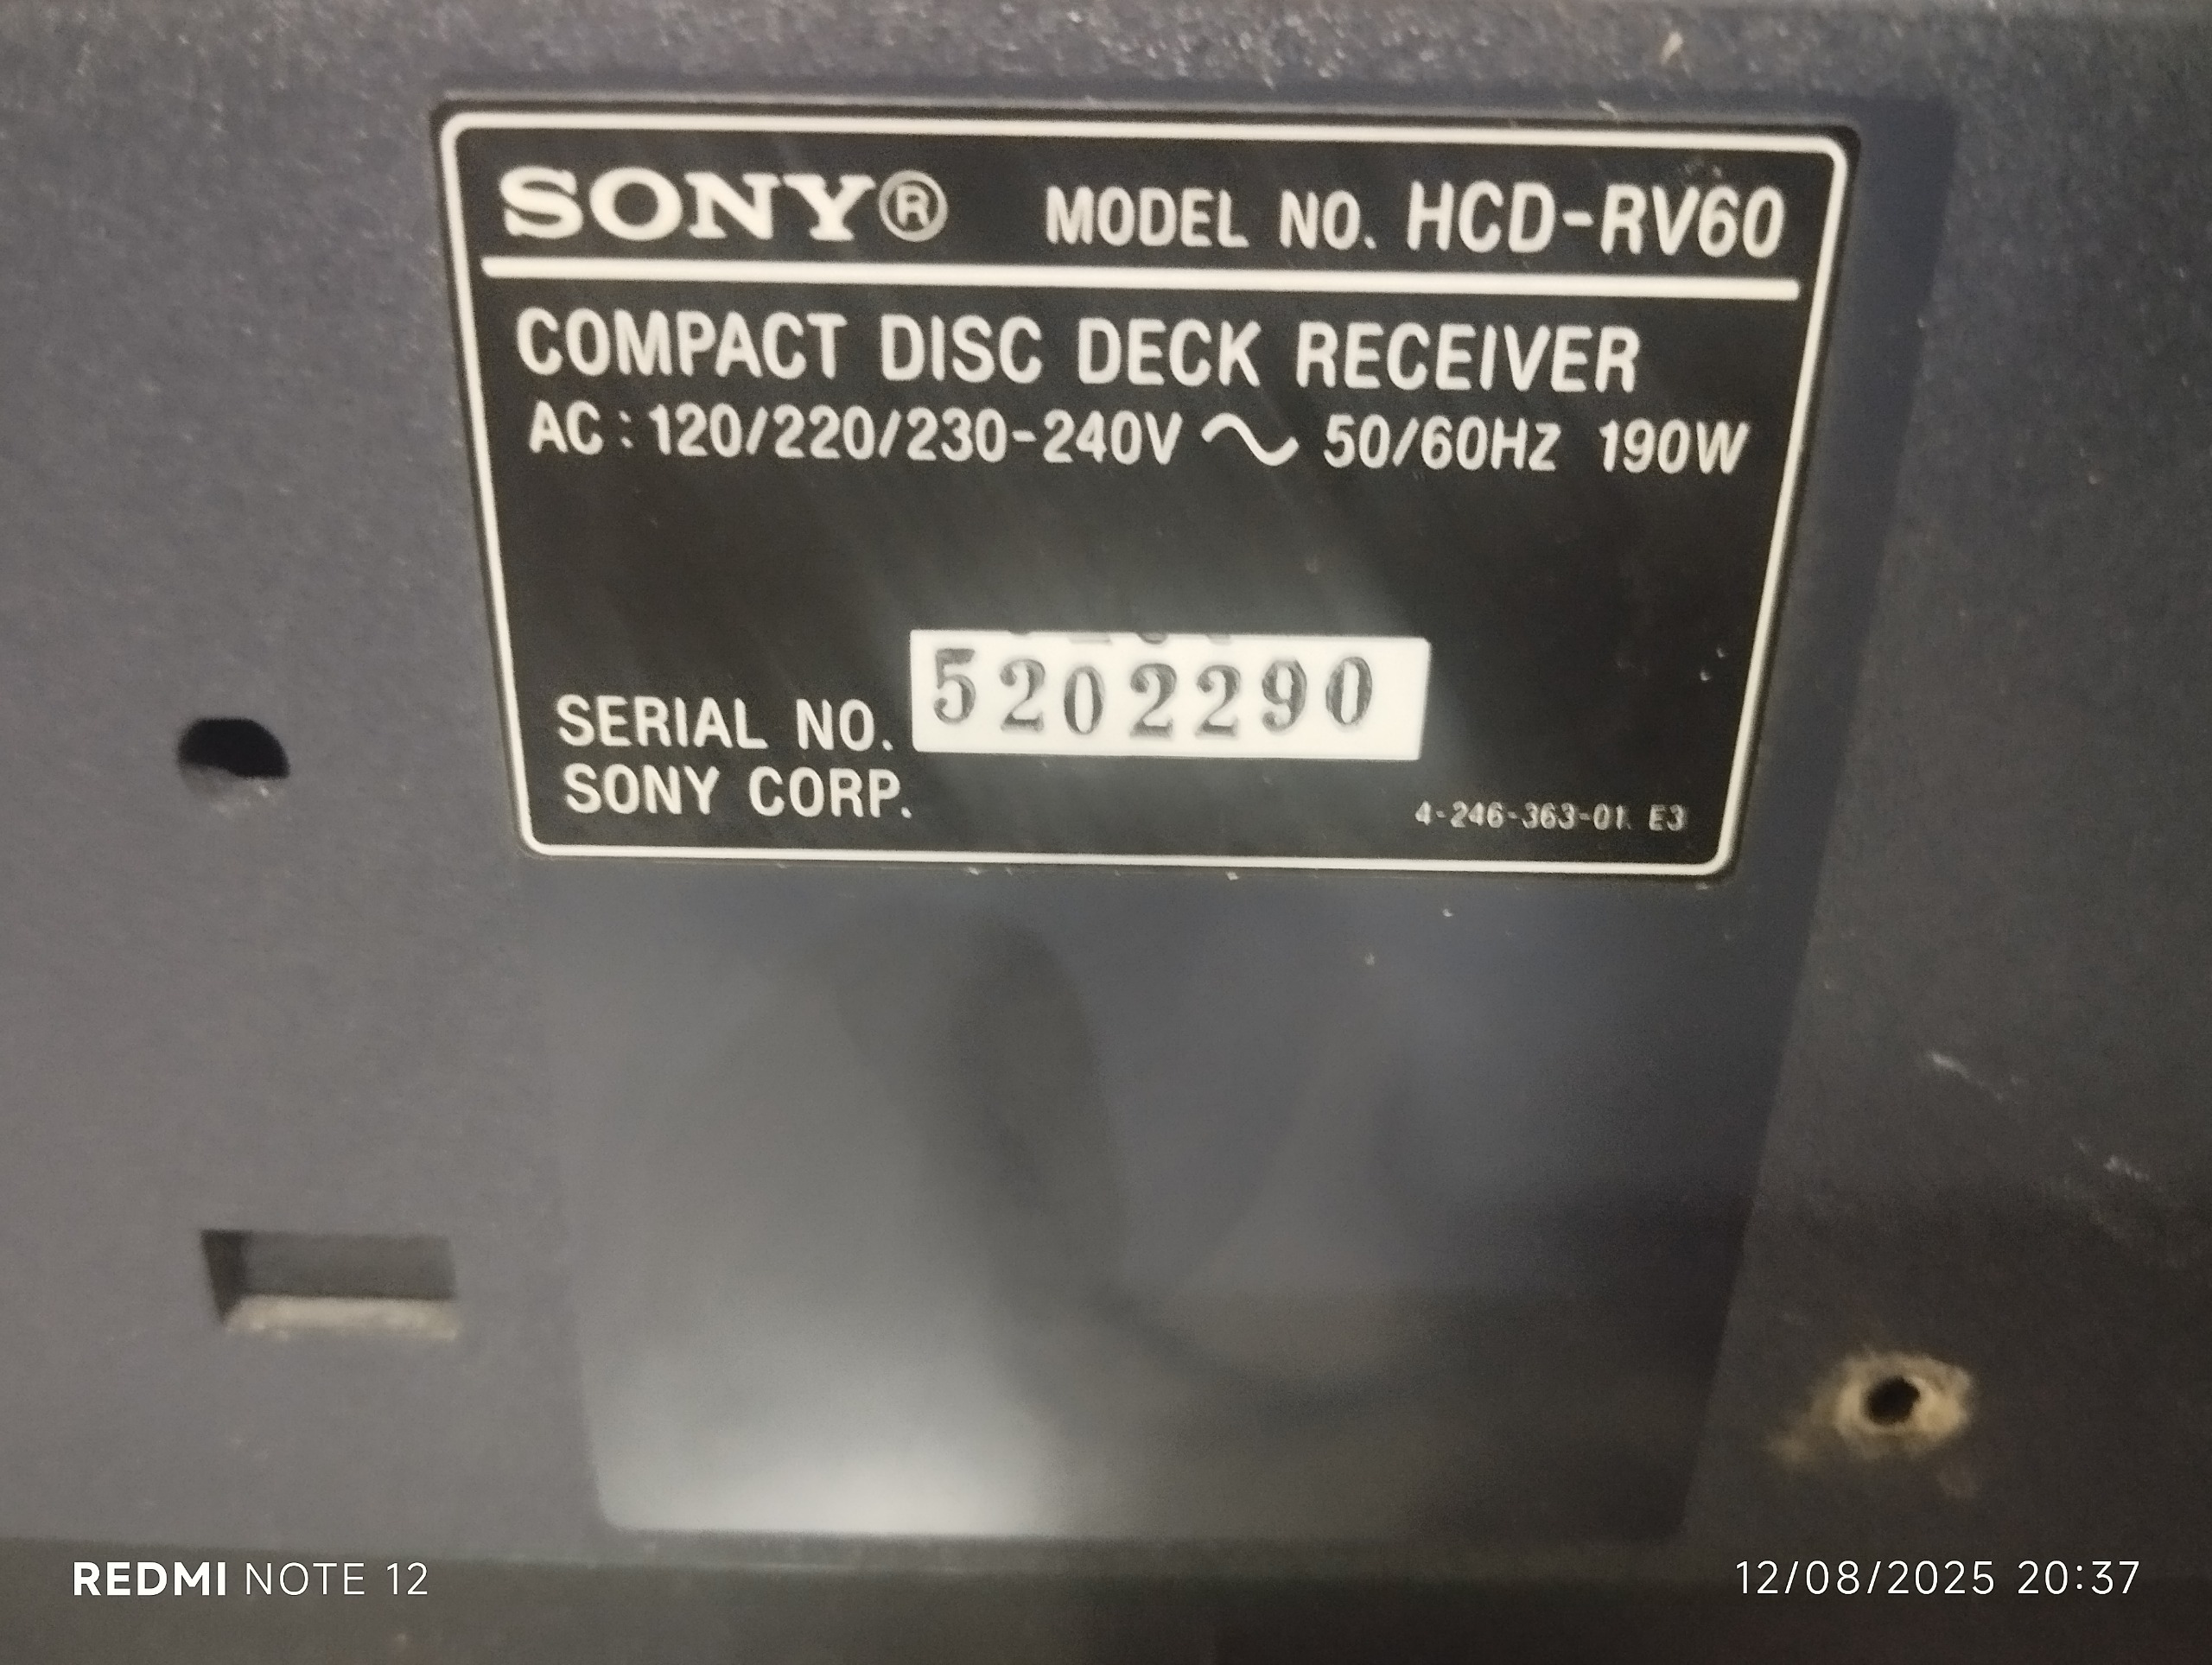 SONY® MODEL NO. HCD-RV60
COMPACT DISC DECK RECEIVER
AC : 120/220/230-240V ~ 50/60HZ 190W
SERIAL NO. 5202290
SONY CORP.
4-246-363-01 E3
REDMI NOTE 12
12/08/2025 20:37